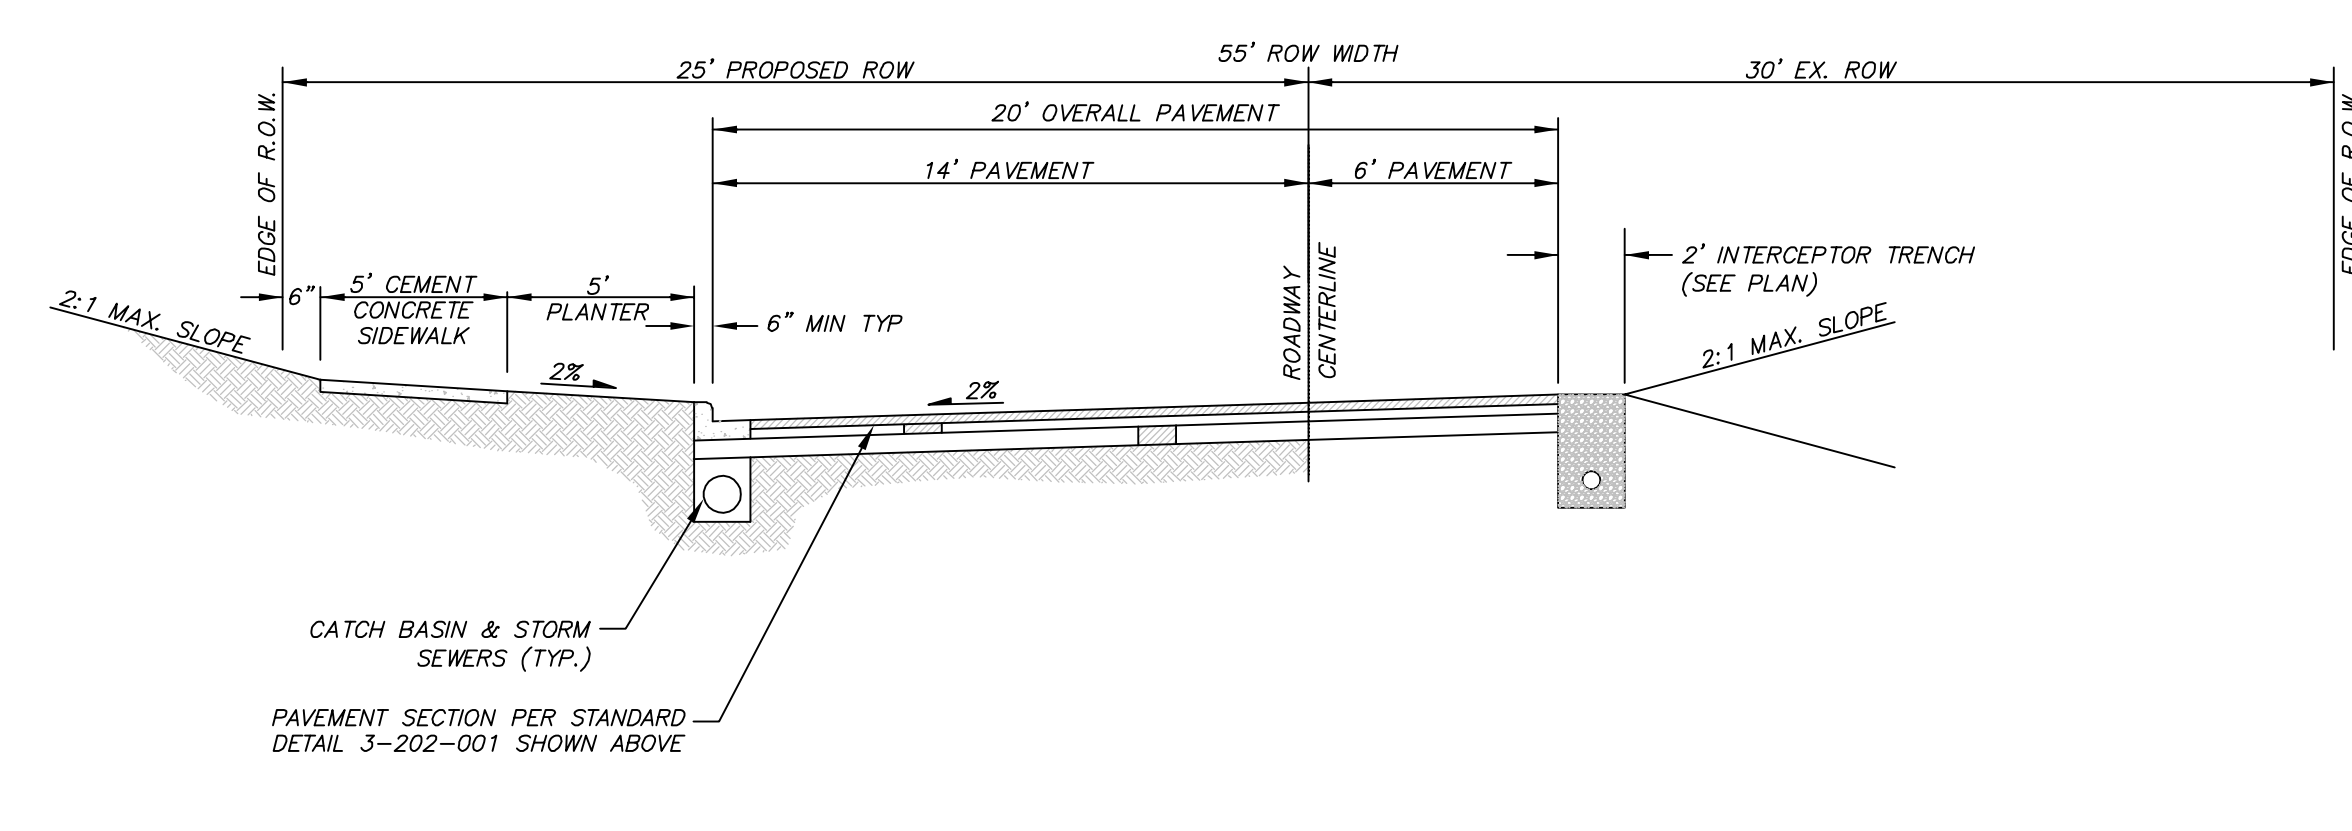 55' ROW WIDTH
25' PROPOSED ROW
30' EX. ROW
20' OVERALL PAVEMENT
14' PAVEMENT
6' PAVEMENT
EDGE OF R.O.W.
EDGE OF R.O.W.
2' INTERCEPTOR TRENCH
(SEE PLAN)
6"
5' CEMENT
CONCRETE
SIDEWALK
5'
PLANTER
6" MIN TYP
ROADWAY
CENTERLINE
2:1 MAX. SLOPE
2:1 MAX. SLOPE
2%
2%
CATCH BASIN & STORM
SEWERS (TYP.)
PAVEMENT SECTION PER STANDARD
DETAIL 3-202-001 SHOWN ABOVE